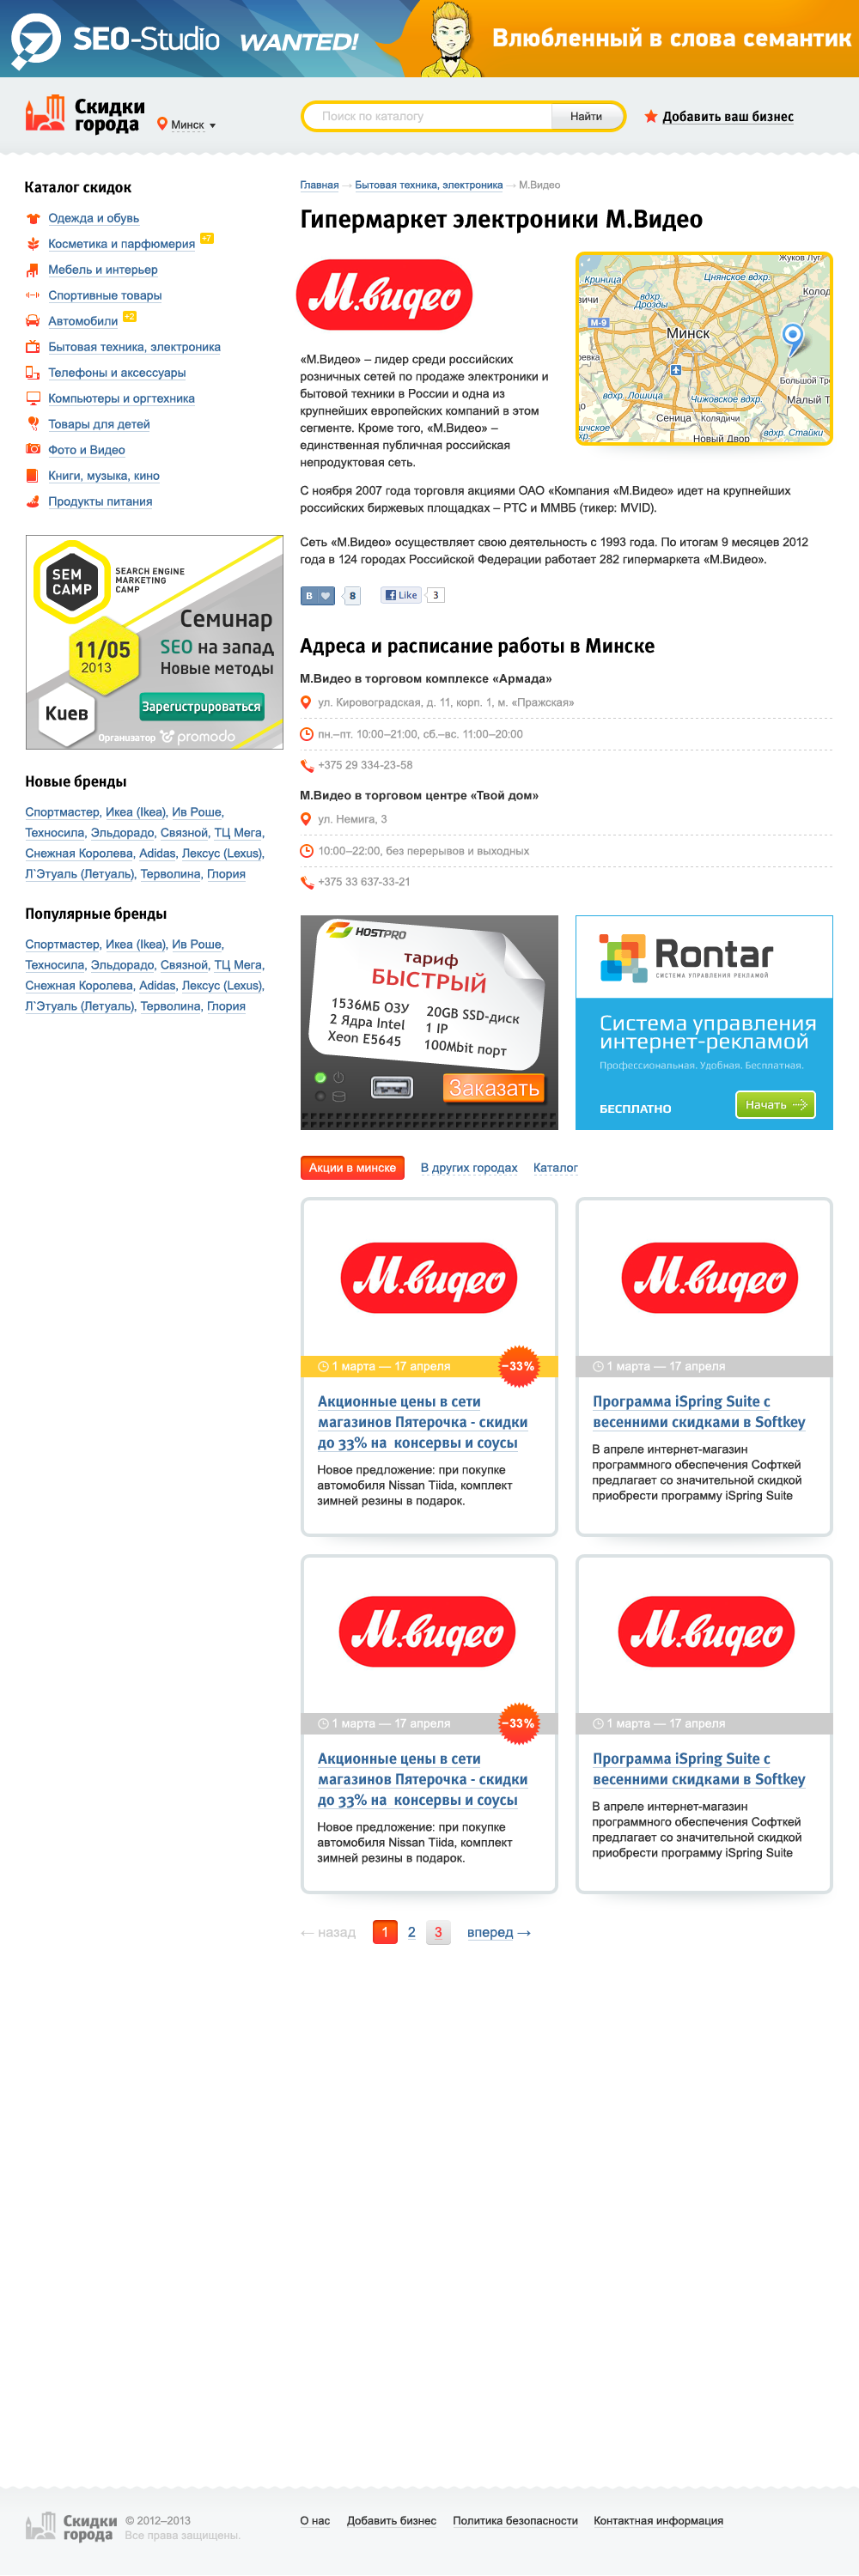 SEO-Studio WANTED! Влюбленный в слова семантик
Скидки
города
Минск
Поиск по каталогу
Найти
Добавить ваш бизнес
Каталог скидок
Одежда и обувь
Косметика и парфюмерия +7
Мебель и интерьер
Спортивные товары
Автомобили +2
Бытовая техника, электроника
Телефоны и аксессуары
Компьютеры и оргтехника
Товары для детей
Фото и Видео
Книги, музыка, кино
Продукты питания
SEM
CAMP
SEARCH ENGINE
MARKETING
CAMP
Семинар
SEO на запад
Новые методы
11/05
2013
Киев
Зарегистрироваться
Организатор promodo
Новые бренды
Спортмастер, Икеа (Ikea), Ив Роше,
Техносила, Эльдорадо, Связной, ТЦ Мега,
Снежная Королева, Adidas, Лексус (Lexus),
Л`Этуаль (Летуаль), Терволина, Глория
Популярные бренды
Спортмастер, Икеа (Ikea), Ив Роше,
Техносила, Эльдорадо, Связной, ТЦ Мега,
Снежная Королева, Adidas, Лексус (Lexus),
Л`Этуаль (Летуаль), Терволина, Глория
Главная → Бытовая техника, электроника → М.Видео
Гипермаркет электроники М.Видео
М.видео
«М.Видео» – лидер среди российских
розничных сетей по продаже электроники и
бытовой техники в России и одна из
крупнейших европейских компаний в этом
сегменте. Кроме того, «М.Видео» –
единственная публичная российская
непродуктовая сеть.
Жуков Луг
Криница
Цнянское вдхр.
вичи
вдхр.
Дрозды
Колод
М-9
Минск
ревка
Большой Тро
вдхр. Лошица
Чижовское вдхр.
Малый Т
Сеница
Колядичи
вдхр. Стайки
Новый Двор
С ноября 2007 года торговля акциями ОАО «Компания «М.Видео» идет на крупнейших
российских биржевых площадках – РТС и ММВБ (тикер: MVID).
Сеть «М.Видео» осуществляет свою деятельность с 1993 года. По итогам 9 месяцев 2012
года в 124 городах Российской Федерации работает 282 гипермаркета «М.Видео».
В 8
Like 3
Адреса и расписание работы в Минске
М.Видео в торговом комплексе «Армада»
ул. Кировоградская, д. 11, корп. 1, м. «Пражская»
пн.–пт. 10:00–21:00, сб.–вс. 11:00–20:00
+375 29 334-23-58
М.Видео в торговом центре «Твой дом»
ул. Немига, 3
10:00–22:00, без перерывов и выходных
+375 33 637-33-21
HOSTPRO
тариф
БЫСТРЫЙ
1536МБ ОЗУ
2 Ядра Intel
Xeon E5645
20GB SSD-диск
1 IP
100Mbit порт
Заказать
Rontar
СИСТЕМА УПРАВЛЕНИЯ РЕКЛАМОЙ
Система управления
интернет-рекламой
Профессиональная. Удобная. Бесплатная.
БЕСПЛАТНО
Начать
Акции в минске
В других городах
Каталог
М.видео
1 марта — 17 апреля
–33%
Акционные цены в сети
магазинов Пятерочка - скидки
до 33% на консервы и соусы
Новое предложение: при покупке
автомобиля Nissan Tiida, комплект
зимней резины в подарок.
М.видео
1 марта — 17 апреля
Программа iSpring Suite с
весенними скидками в Softkey
В апреле интернет-магазин
программного обеспечения Софткей
предлагает со значительной скидкой
приобрести программу iSpring Suite
М.видео
1 марта — 17 апреля
–33%
Акционные цены в сети
магазинов Пятерочка - скидки
до 33% на консервы и соусы
Новое предложение: при покупке
автомобиля Nissan Tiida, комплект
зимней резины в подарок.
М.видео
1 марта — 17 апреля
Программа iSpring Suite с
весенними скидками в Softkey
В апреле интернет-магазин
программного обеспечения Софткей
предлагает со значительной скидкой
приобрести программу iSpring Suite
← назад 1 2 3 вперед →
Скидки
города
© 2012–2013
Все права защищены.
О нас
Добавить бизнес
Политика безопасности
Контактная информация